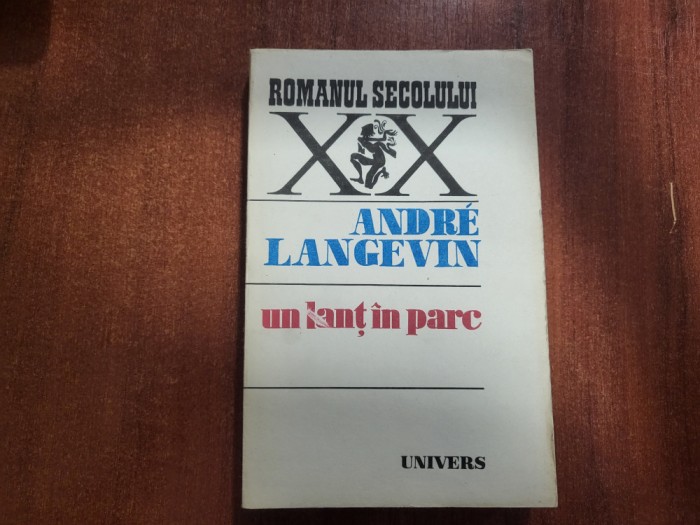 ROMANUL SECOLULUI
XX
ANDRÉ
LANGEVIN
un lanț în parc
UNIVERS